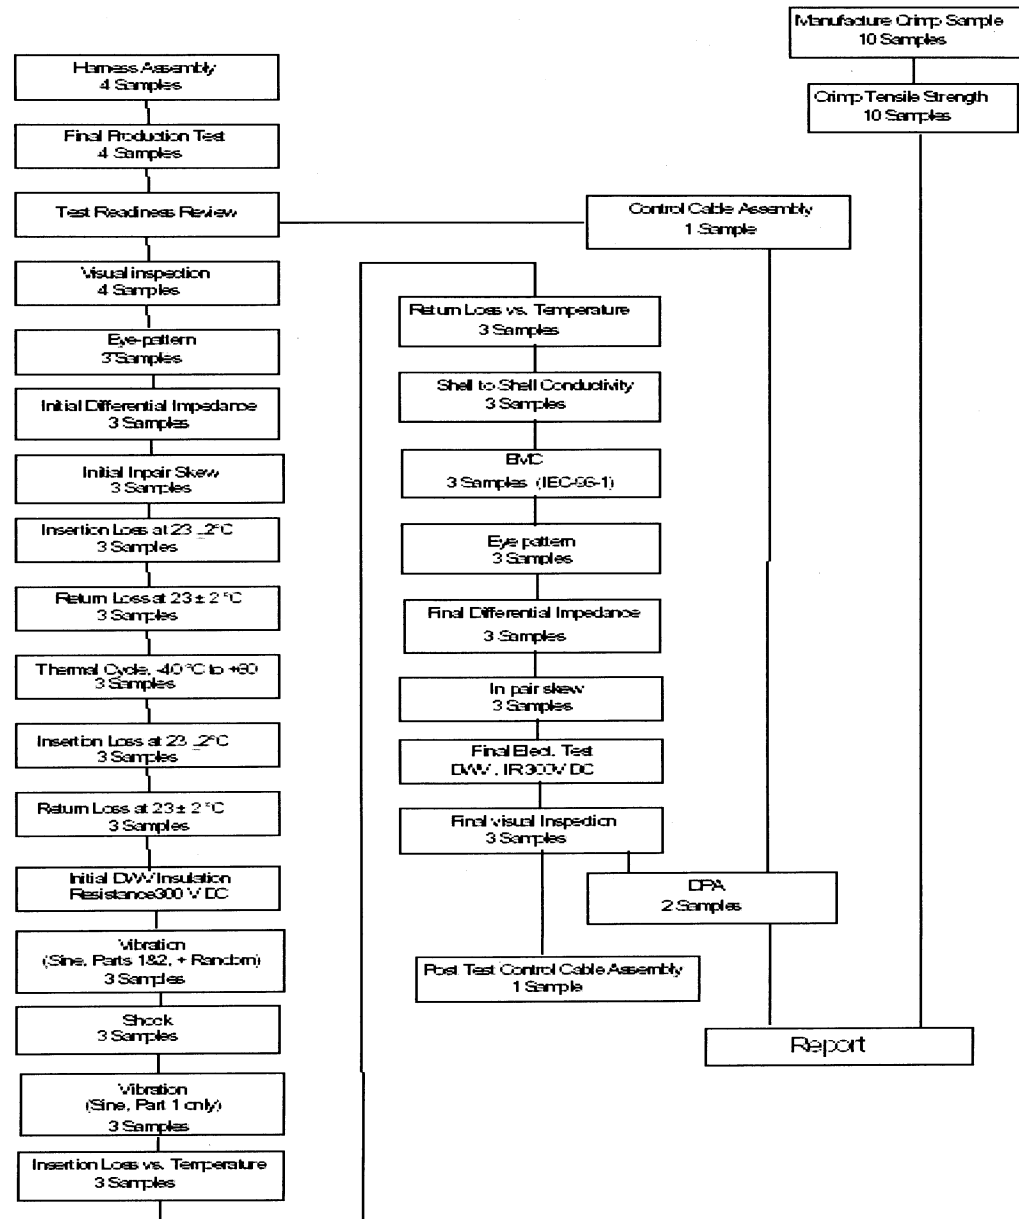 Manufacture Crimp Sample
10 Samples
Crimp Tensile Strength
10 Samples
Harness Assembly
4 Samples
Final Production Test
4 Samples
Test Readiness Review
Control Cable Assembly
1 Sample
Visual inspection
4 Samples
Eye-pattern
3 Samples
Initial Differential Impedance
3 Samples
Initial Inpair Skew
3 Samples
Insertion Loss at 23 _2°C
3 Samples
Return Loss at 23 ± 2 °C
3 Samples
Thermal Cycle, -40 °C to +80
3 Samples
Insertion Loss at 23 _2°C
3 Samples
Return Loss at 23 ± 2 °C
3 Samples
Initial DWV Insulation
Resistance 300 V DC
Vibration
(Sine, Parts 1&2, + Random)
3 Samples
Shock
3 Samples
Vibration
(Sine, Part 1 only)
3 Samples
Insertion Loss vs. Temperature
3 Samples
Return Loss vs. Temperature
3 Samples
Shell to Shell Conductivity
3 Samples
EMC
3 Samples (IEC-96-1)
Eye pattern
3 Samples
Final Differential Impedance
3 Samples
In pair skew
3 Samples
Final Elect. Test
DWV , IR 300V DC
Final visual Inspection
3 Samples
DPA
2 Samples
Post Test Control Cable Assembly
1 Sample
Report